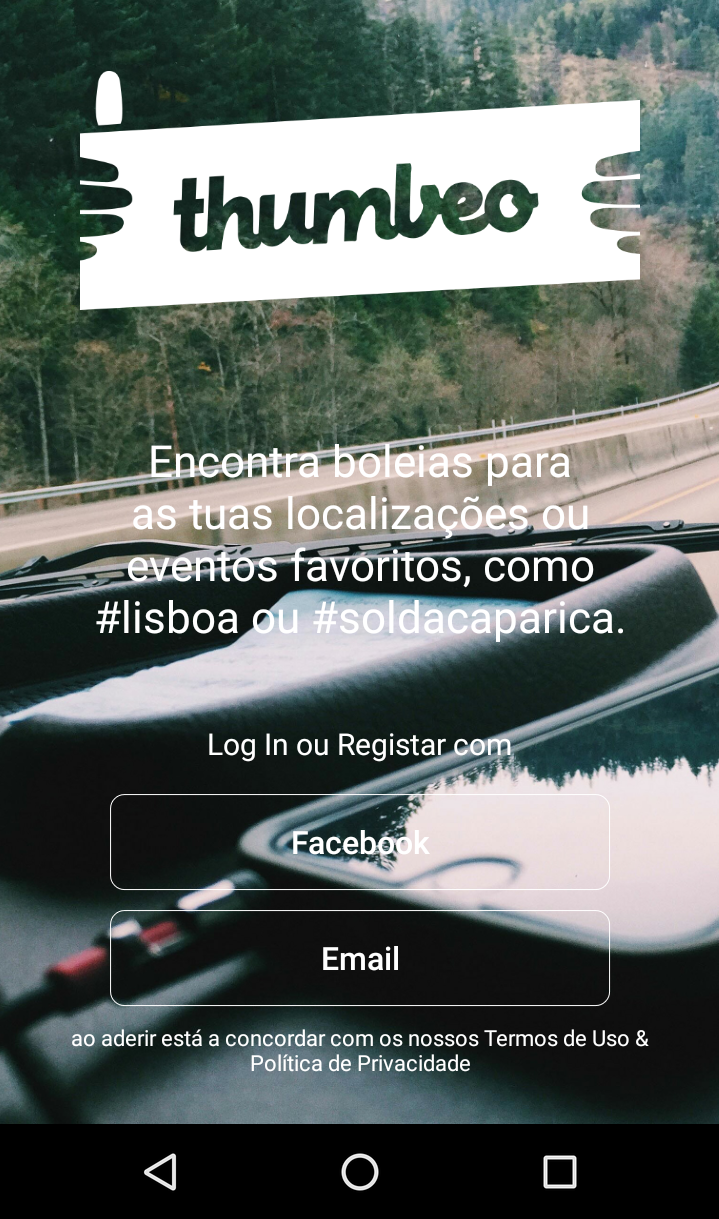 thumbeo
Encontra boleias para
as tuas localizações ou
eventos favoritos, como
#lisboa ou #soldacaparica.
Log In ou Registar com
Facebook
Email
ao aderir está a concordar com os nossos Termos de Uso &
Política de Privacidade